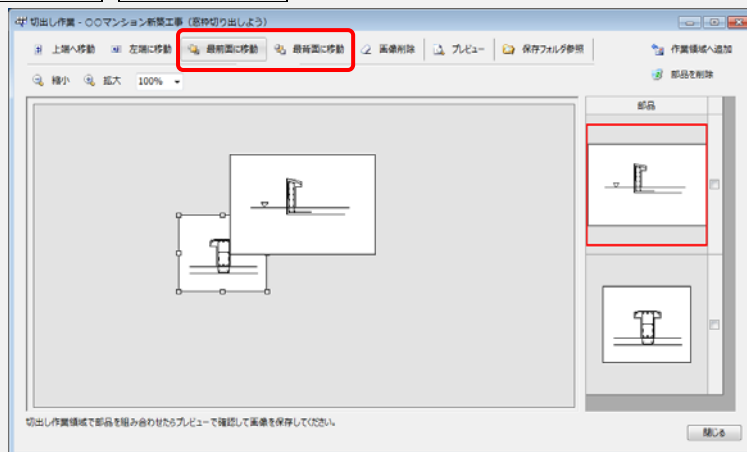 切出し作業 - 〇〇マンション新築工事（窓枠切り出しよう）
上端へ移動 左端に移動 最前面に移動 最背面に移動 画像削除 プレビュー 保存フォルダ参照 作業領域へ追加
縮小 拡大 100% 部品を削除
部品
切出し作業領域で部品を組み合わせたらプレビューで確認して画像を保存してください。
閉じる